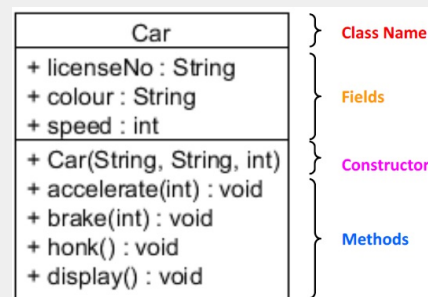 Car
Class Name
+ licenseNo : String
+ colour : String
+ speed : int
Fields
+ Car(String, String, int)
Constructor
+ accelerate(int) : void
+ brake(int) : void
+ honk() : void
+ display() : void
Methods